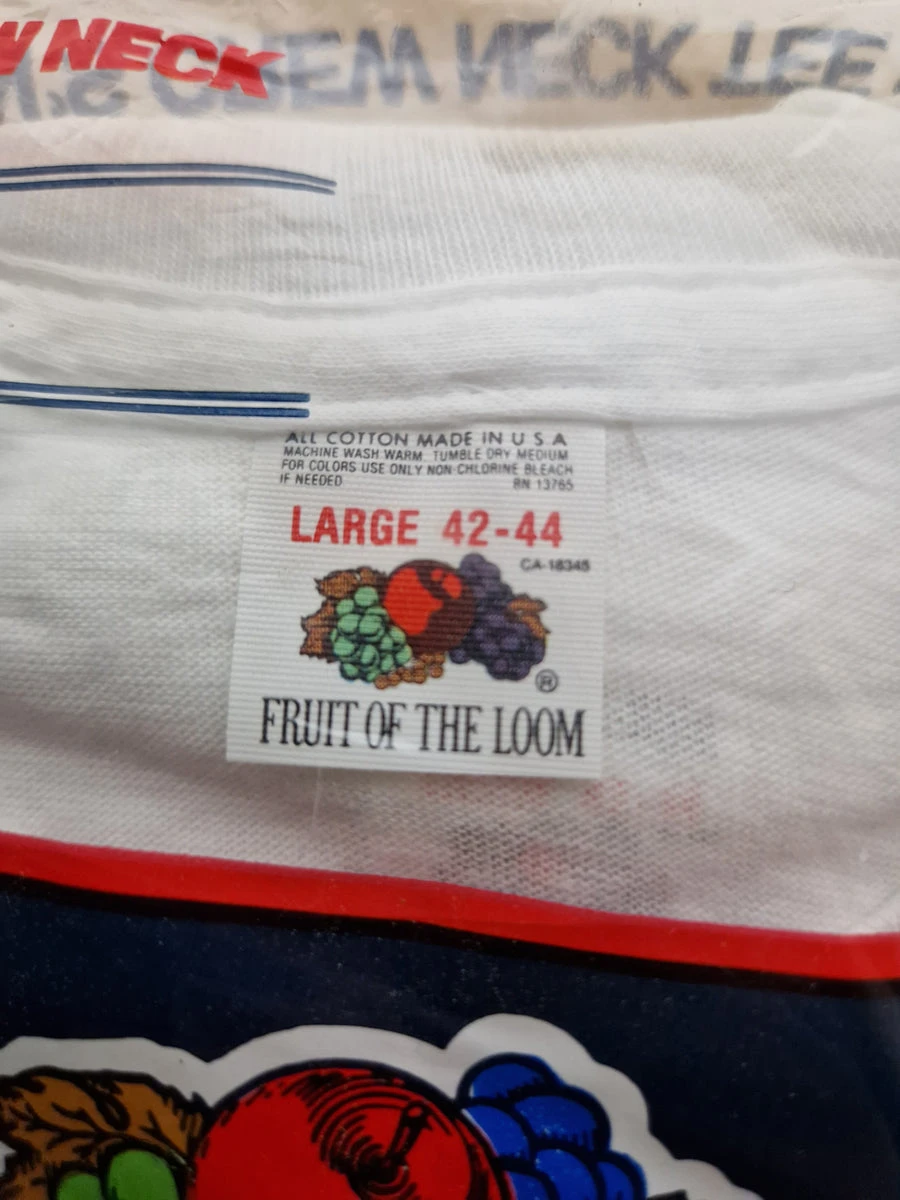 W NECK
CREW NECK TEE
ALL COTTON MADE IN U S A
MACHINE WASH WARM TUMBLE DRY MEDIUM
FOR COLORS USE ONLY NON-CHLORINE BLEACH
IF NEEDED RN 13765
LARGE 42-44
CA-18345
®
FRUIT OF THE LOOM